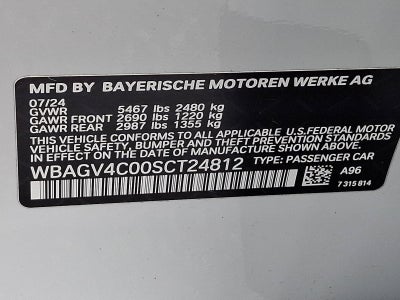 MFD BY BAYERISCHE MOTOREN WERKE AG
07/24
GVWR 5467 lbs 2480 kg
GAWR FRONT 2690 lbs 1220 kg
GAWR REAR 2987 lbs 1355 kg
THIS VEHICLE CONFORMS TO ALL APPLICABLE U.S.FEDERAL MOTOR
VEHICLE SAFETY, BUMPER AND THEFT PREVENTION STANDARDS
IN EFFECT ON THE DATE OF MANUFACTURE SHOWN ABOVE.
WBAGV4C00SCT24812 TYPE: PASSENGER CAR
A96
7 315 814